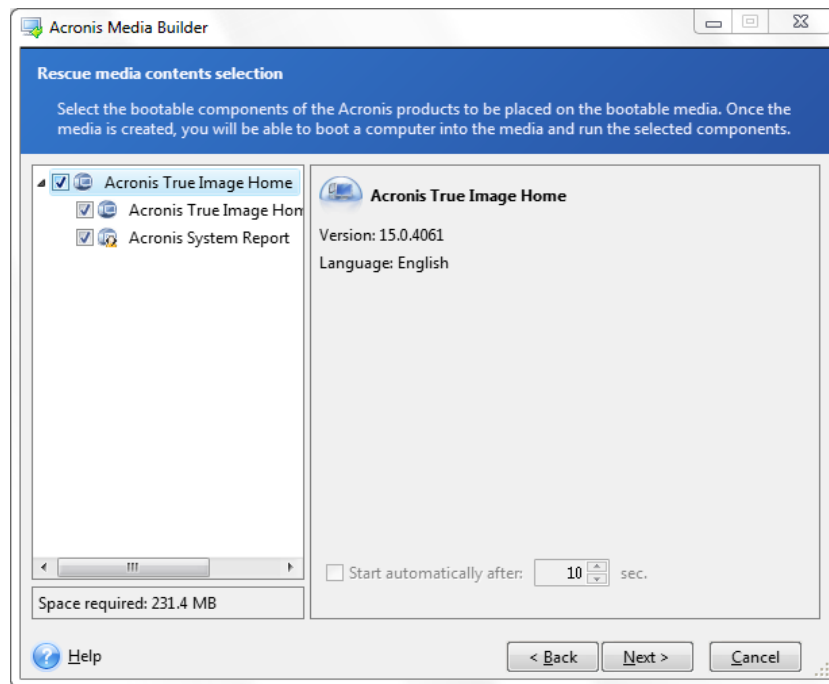 Acronis Media Builder
Rescue media contents selection
Select the bootable components of the Acronis products to be placed on the bootable media. Once the
media is created, you will be able to boot a computer into the media and run the selected components.
Acronis True Image Home
Acronis True Image Hom
Acronis System Report
Acronis True Image Home
Version: 15.0.4061
Language: English
Start automatically after: 10 sec.
Space required: 231.4 MB
Help
< Back Next > Cancel